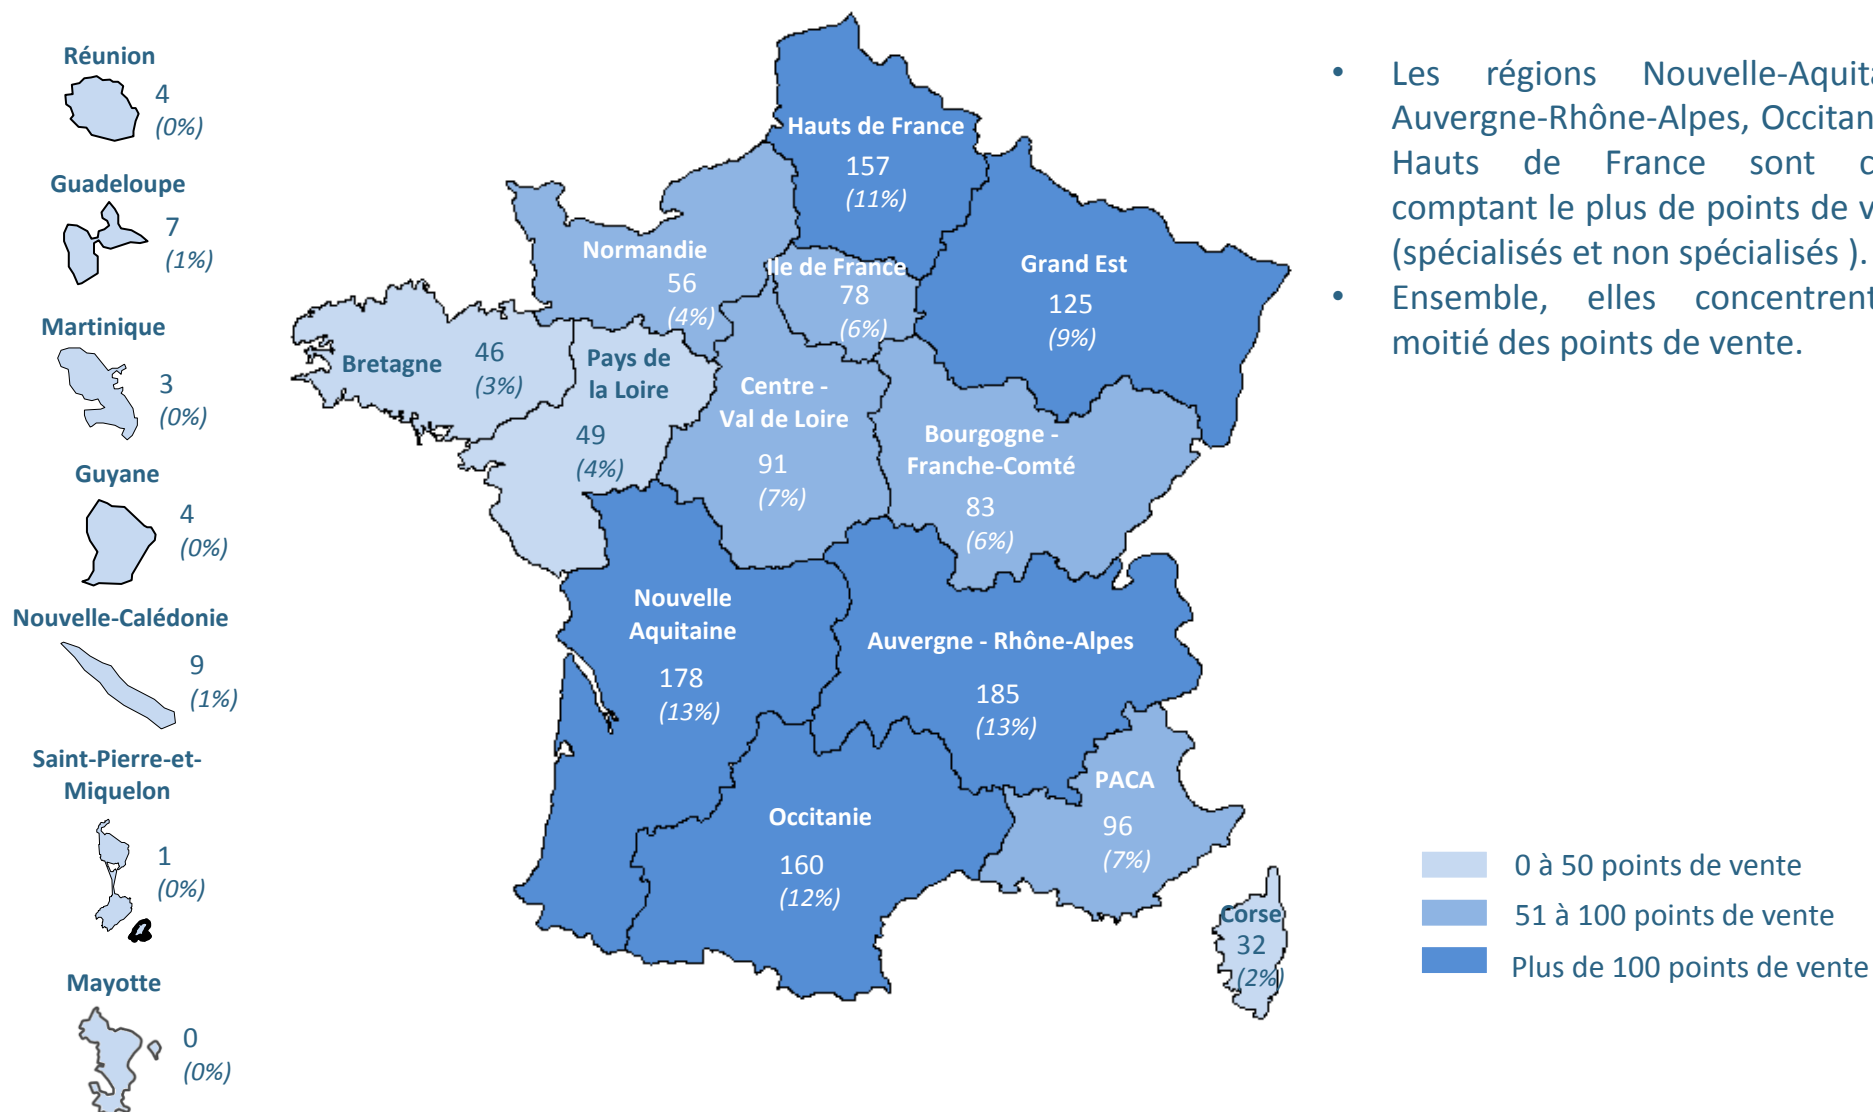 Réunion
4
(0%)
Guadeloupe
7
(1%)
Martinique
3
(0%)
Guyane
4
(0%)
Nouvelle-Calédonie
9
(1%)
Saint-Pierre-et-
Miquelon
1
(0%)
Mayotte
0
(0%)
Hauts de France
157
(11%)
Normandie
56
(4%)
Ile de France
78
(6%)
Grand Est
125
(9%)
Bretagne
46
(3%)
Pays de
la Loire
49
(4%)
Centre -
Val de Loire
91
(7%)
Bourgogne -
Franche-Comté
83
(6%)
Nouvelle
Aquitaine
178
(13%)
Auvergne - Rhône-Alpes
185
(13%)
Occitanie
160
(12%)
PACA
96
(7%)
Corse
32
(2%)
• Les régions
Auvergne-Rhône-Alpes,
Hauts de France sont
comptant le plus de points de
(spécialisés et non spécialisés ).
• Ensemble, elles
moitié des points de vente.
0 à 50 points de vente
51 à 100 points de vente
Plus de 100 points de vente